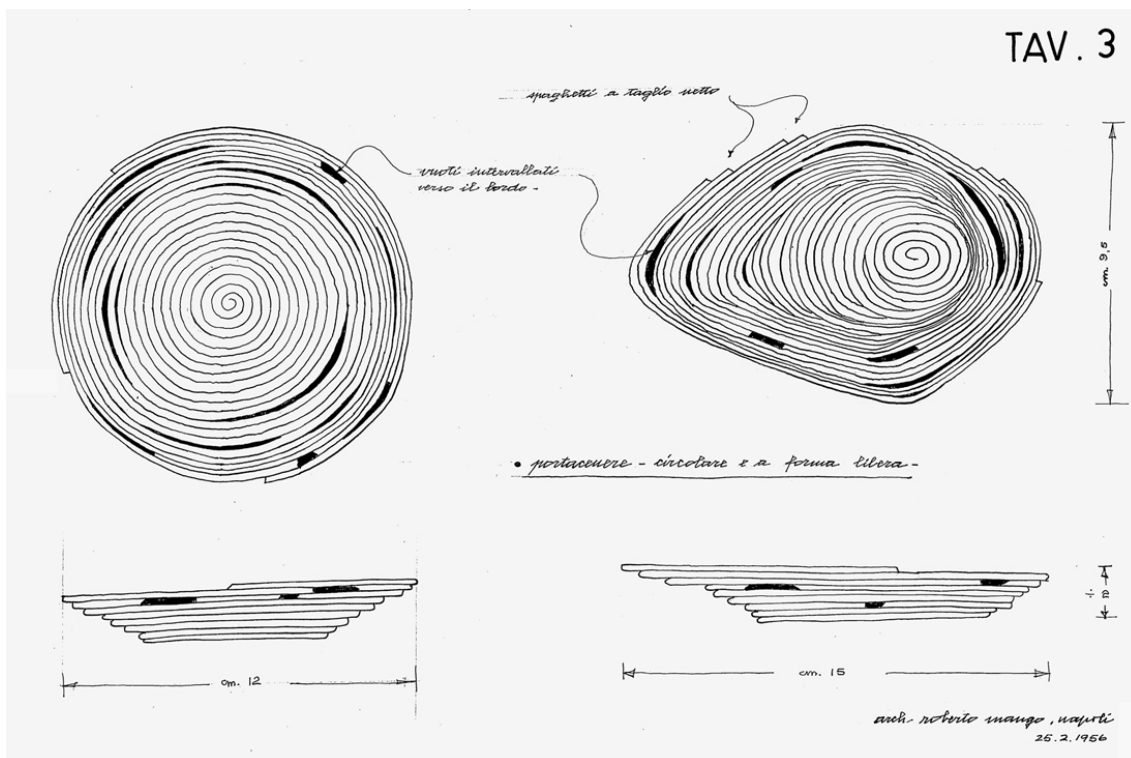 TAV. 3
spaghetti a taglio netto
vuoti intervallati
verso il bordo -
cm. 9,5
• portacenere - circolare e a forma libera -
cm. 12
cm. 15
arch. roberto mango, napoli
25.2.1956